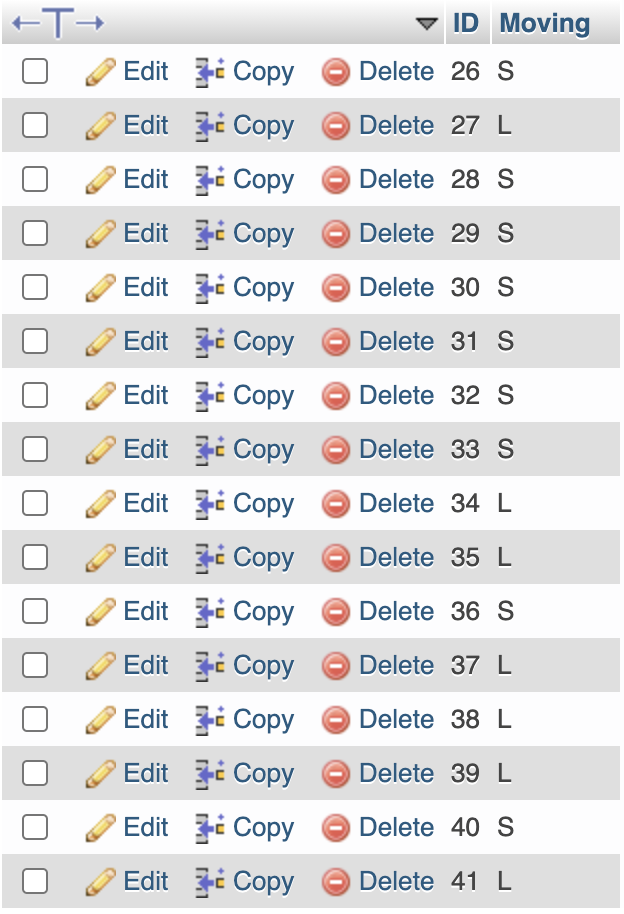 ID Moving
Edit Copy Delete 26 S
Edit Copy Delete 27 L
Edit Copy Delete 28 S
Edit Copy Delete 29 S
Edit Copy Delete 30 S
Edit Copy Delete 31 S
Edit Copy Delete 32 S
Edit Copy Delete 33 S
Edit Copy Delete 34 L
Edit Copy Delete 35 L
Edit Copy Delete 36 S
Edit Copy Delete 37 L
Edit Copy Delete 38 L
Edit Copy Delete 39 L
Edit Copy Delete 40 S
Edit Copy Delete 41 L